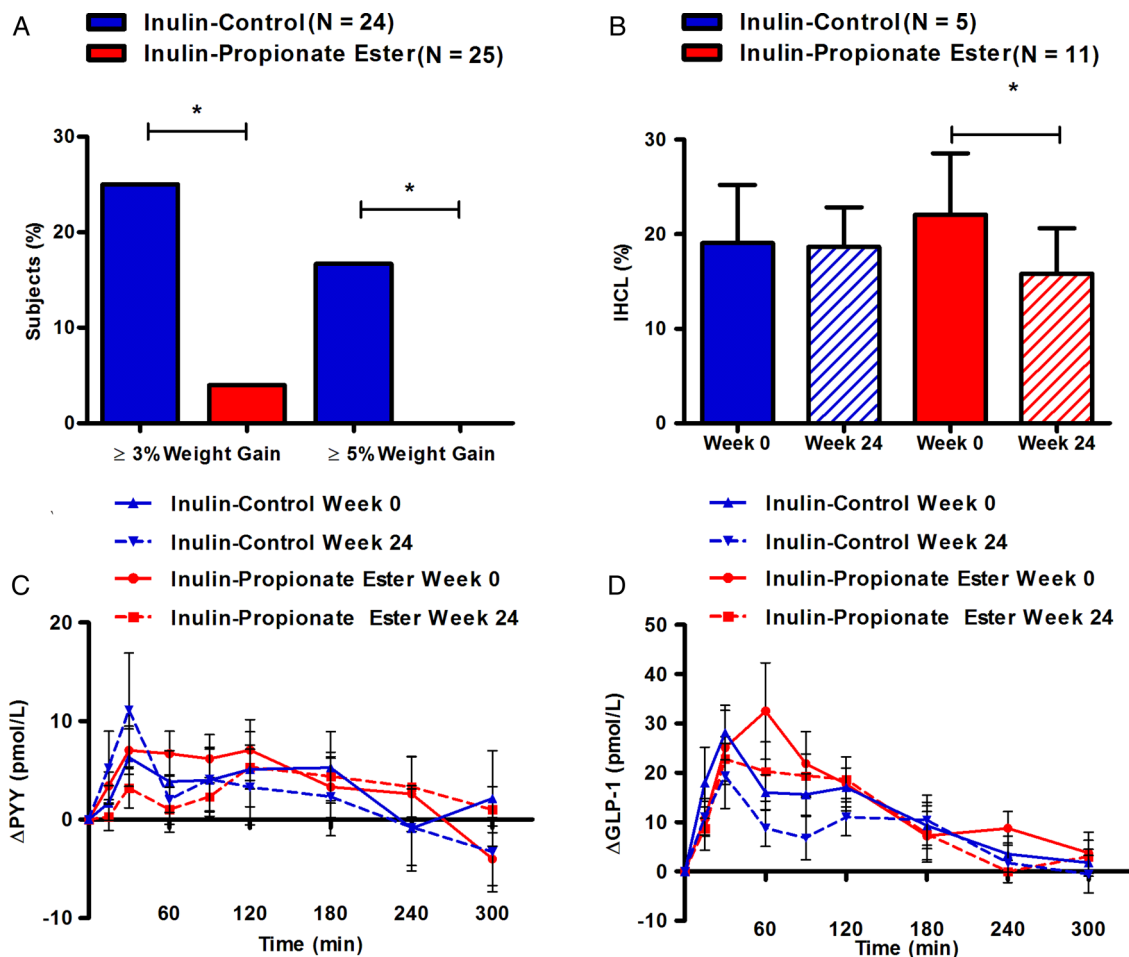 A
Inulin-Control(N = 24)
Inulin-Propionate Ester(N = 25)
*
*
30
20
10
0
Subjects (%)
≥ 3% Weight Gain
≥ 5% Weight Gain
B
Inulin-Control (N = 5)
Inulin-Propionate Ester (N = 11)
*
30
20
10
0
IHCL (%)
Week 0
Week 24
Week 0
Week 24
C
Inulin-Control Week 0
Inulin-Control Week 24
Inulin-Propionate Ester Week 0
Inulin-Propionate Ester Week 24
20
10
0
-10
ΔPYY (pmol/L)
60
120
180
240
300
Time (min)
D
Inulin-Control Week 0
Inulin-Control Week 24
Inulin-Propionate Ester Week 0
Inulin-Propionate Ester Week 24
50
40
30
20
10
0
-10
ΔGLP-1 (pmol/L)
60
120
180
240
300
Time (min)